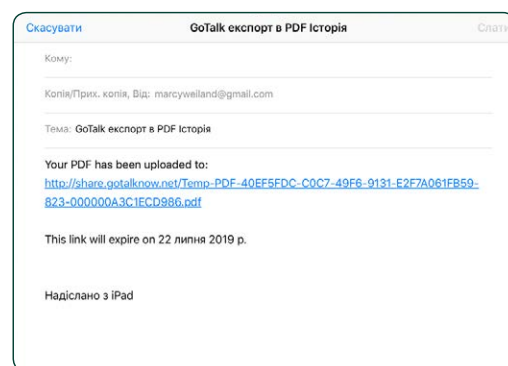 Скасувати GoTalk експорт в PDF Історія Слати
Кому:
Копія/Прих. копія, Від: marcyweiland@gmail.com
Тема: GoTalk експорт в PDF Історія
Your PDF has been uploaded to:
http://share.gotalknow.net/Temp-PDF-40EF5FDC-C0C7-49F6-9131-E2F7A061FB59-
823-000000A3C1ECD986.pdf
This link will expire on 22 липня 2019 р.
Надіслано з iPad